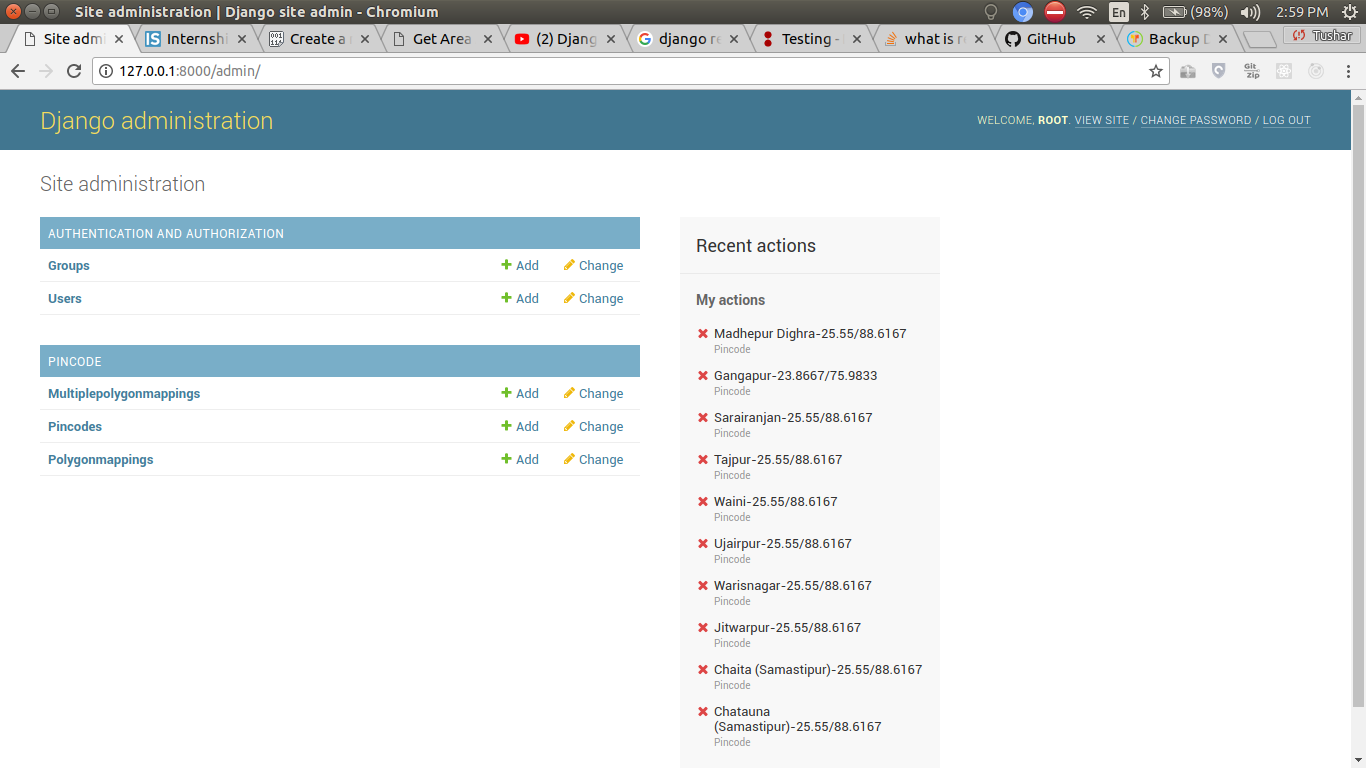 Site administration | Django site admin - Chromium
En (98%) 2:59 PM
Site adm Internshi Create a Get Area (2) Djang django re Testing - what is re GitHub Backup D Tushar
127.0.0.1:8000/admin/ Git Zip
Django administration
WELCOME, ROOT. VIEW SITE / CHANGE PASSWORD / LOG OUT
Site administration
AUTHENTICATION AND AUTHORIZATION
Groups Add Change
Users Add Change
PINCODE
Multiplepolygonmappings Add Change
Pincodes Add Change
Polygonmappings Add Change
Recent actions
My actions
Madhepur Dighra-25.55/88.6167
Pincode
Gangapur-23.8667/75.9833
Pincode
Sarairanjan-25.55/88.6167
Pincode
Tajpur-25.55/88.6167
Pincode
Waini-25.55/88.6167
Pincode
Ujairpur-25.55/88.6167
Pincode
Warisnagar-25.55/88.6167
Pincode
Jitwarpur-25.55/88.6167
Pincode
Chaita (Samastipur)-25.55/88.6167
Pincode
Chatauna
(Samastipur)-25.55/88.6167
Pincode